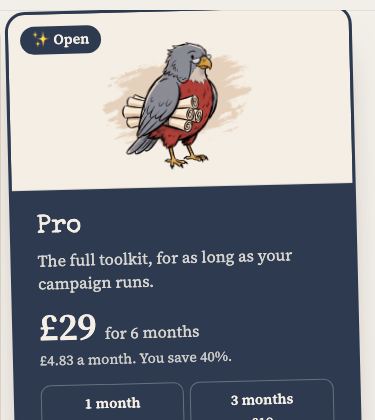 ✨ Open
Pro
The full toolkit, for as long as your
campaign runs.
£29 for 6 months
£4.83 a month. You save 40%.
1 month
3 months